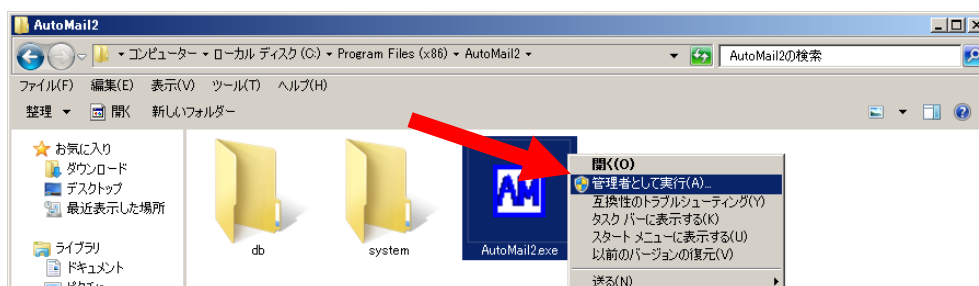 AutoMail2
コンピューター ▾ ローカル ディスク (C:) ▾ Program Files (x86) ▾ AutoMail2 ▾
AutoMail2の検索
ファイル(F) 編集(E) 表示(V) ツール(T) ヘルプ(H)
整理 ▼ 開く 新しいフォルダー
お気に入り
ダウンロード
デスクトップ
最近表示した場所
ライブラリ
ドキュメント
db
system
AM
AutoMail2.exe
開く(O)
管理者として実行(A)...
互換性のトラブルシューティング(Y)
タスク バーに表示する(K)
スタート メニューに表示する(U)
以前のバージョンの復元(V)
送る(N)